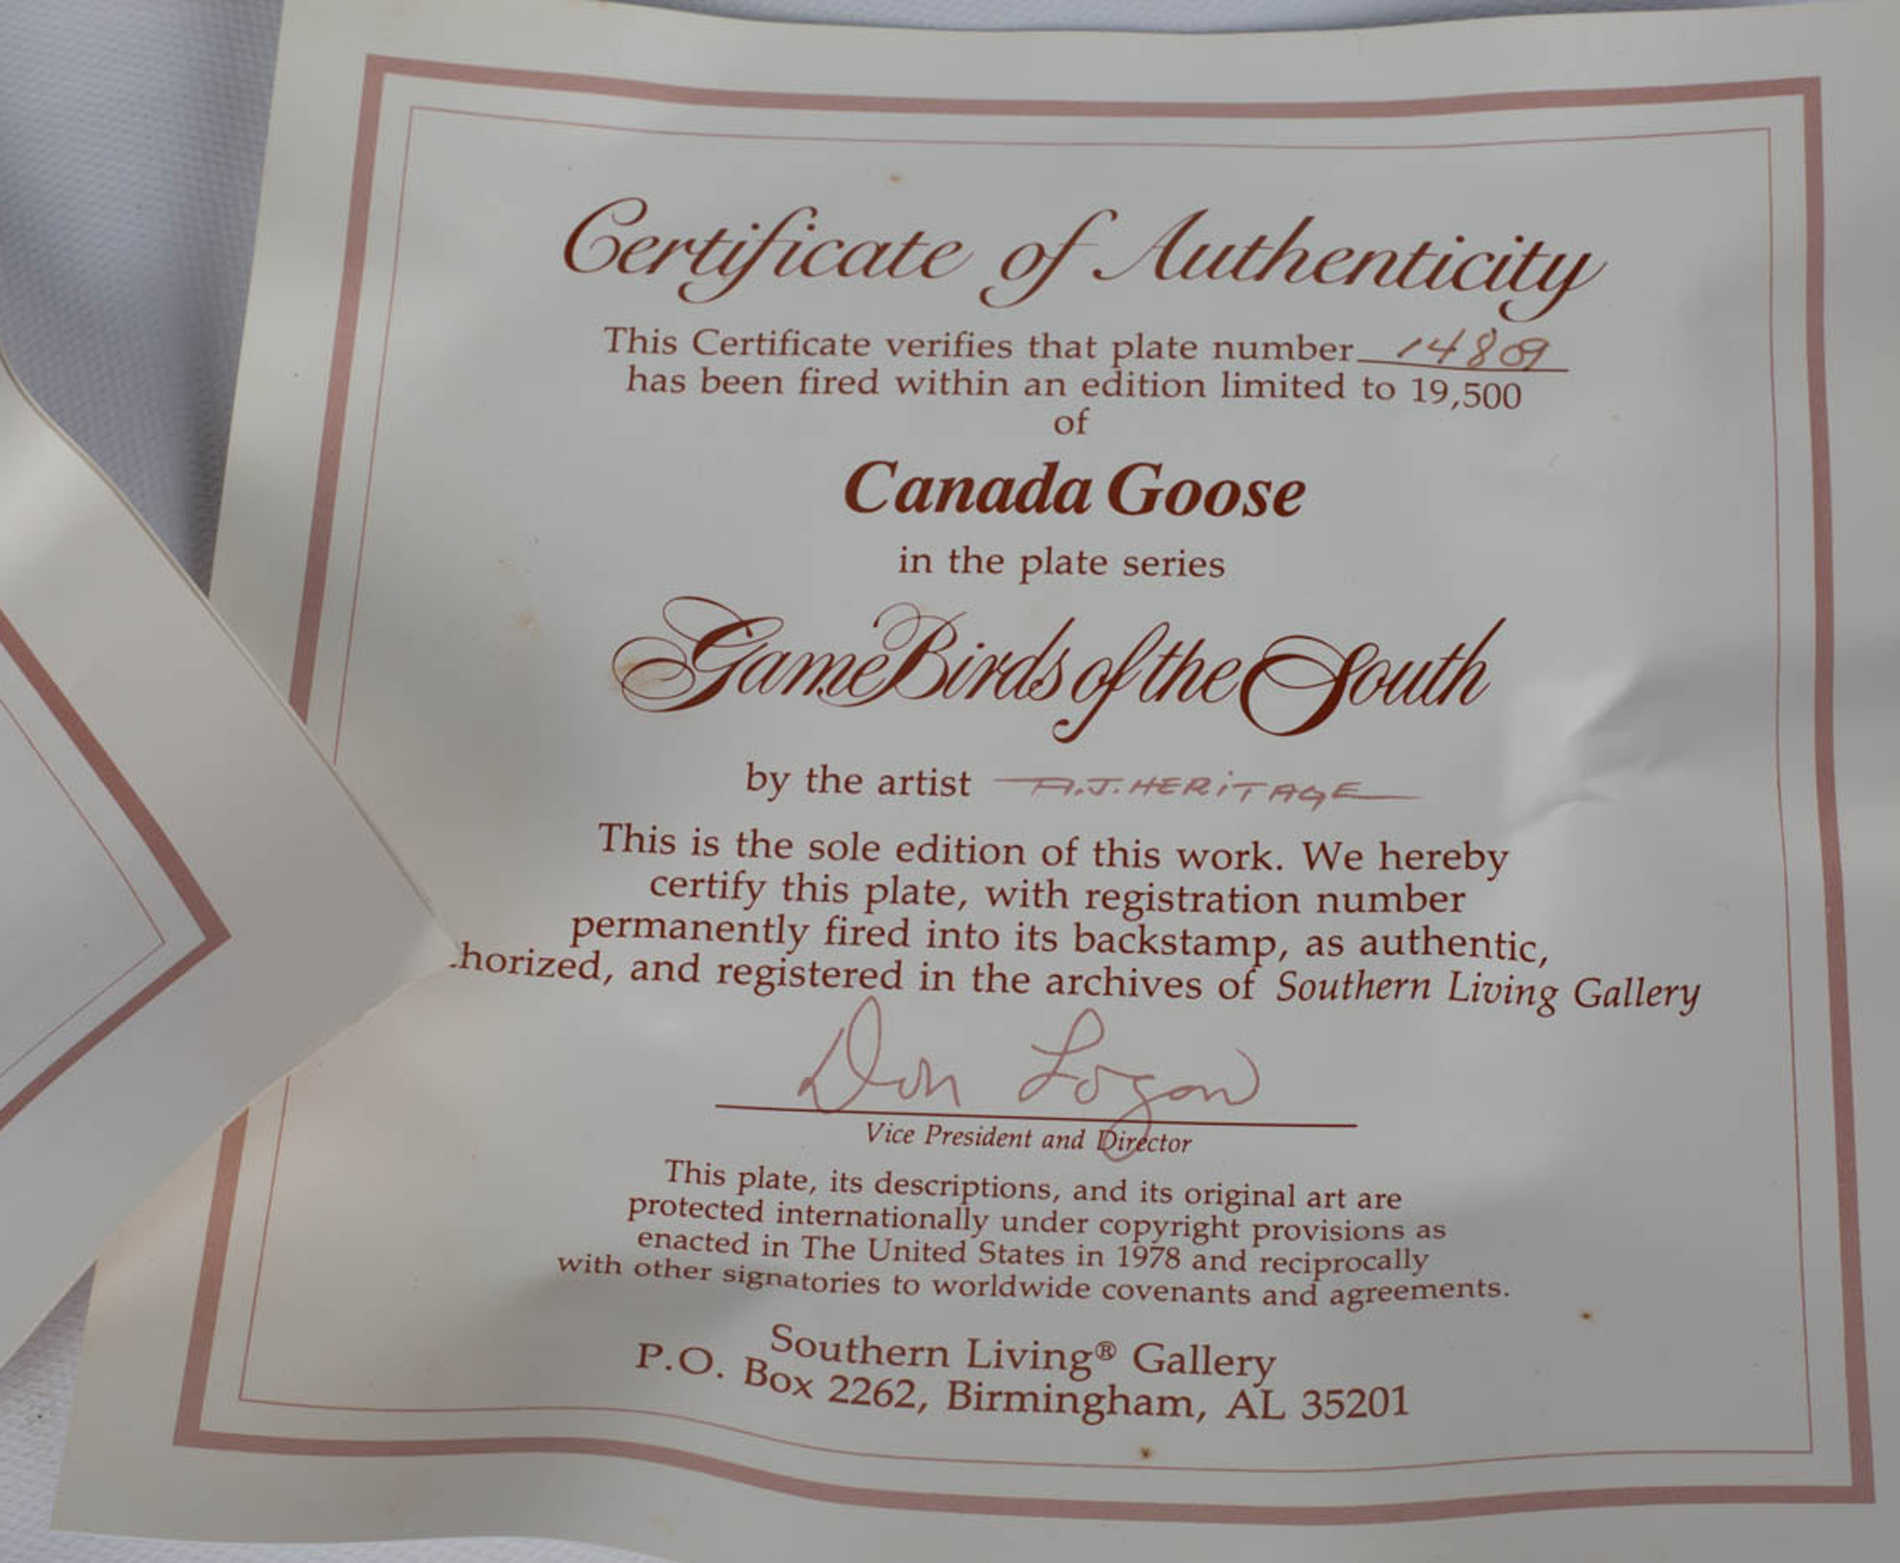 Certificate of Authenticity
This Certificate verifies that plate number 14809
has been fired within an edition limited to 19,500
of
Canada Goose
in the plate series
Game Birds of the South
by the artist A.J. HERITAGE
This is the sole edition of this work. We hereby
certify this plate, with registration number
permanently fired into its backstamp, as authentic,
horized, and registered in the archives of Southern Living Gallery
Don Logan
Vice President and Director
This plate, its descriptions, and its original art are
protected internationally under copyright provisions as
enacted in The United States in 1978 and reciprocally
with other signatories to worldwide covenants and agreements.
Southern Living® Gallery
P.O. Box 2262, Birmingham, AL 35201